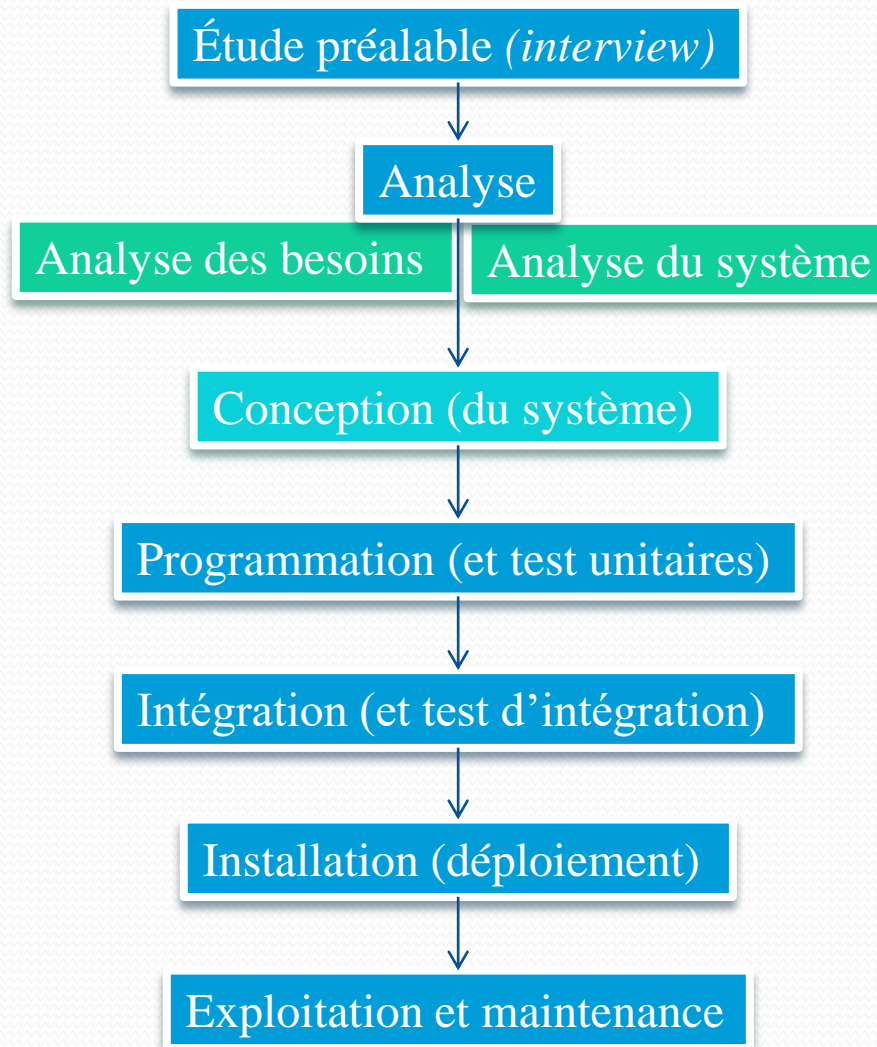 Étude préalable (interview)
Analyse
Analyse des besoins
Analyse du système
Conception (du système)
Programmation (et test unitaires)
Intégration (et test d’intégration)
Installation (déploiement)
Exploitation et maintenance